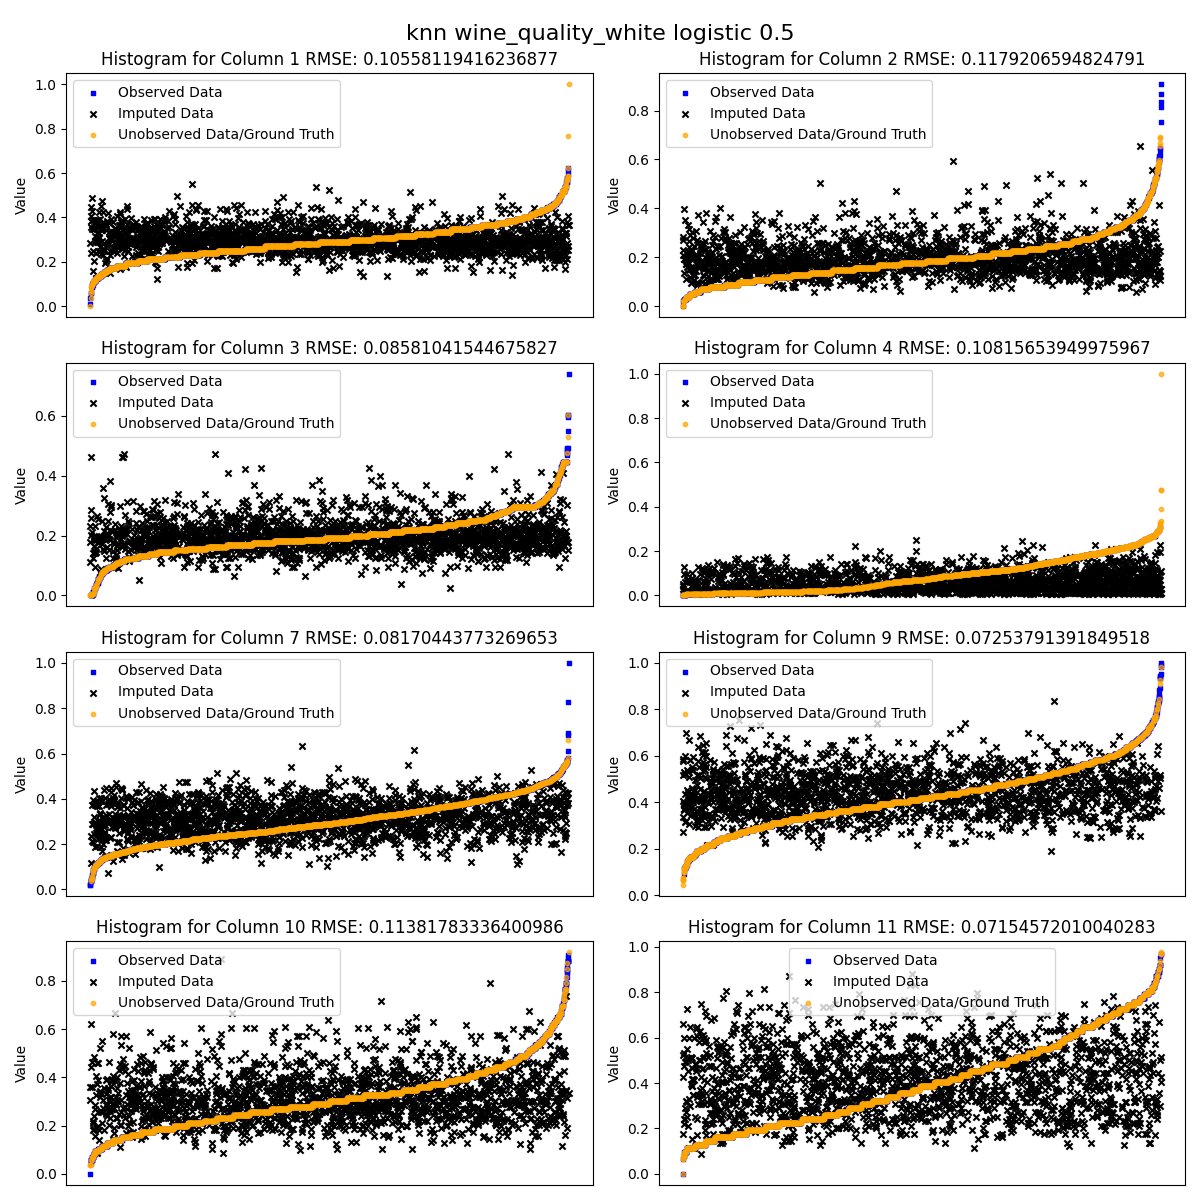 knn wine_quality_white logistic 0.5
Histogram for Column 1 RMSE: 0.10558119416236877
Histogram for Column 2 RMSE: 0.1179206594824791
Value
1.0
0.8
0.6
0.4
0.2
0.0
Observed Data
Imputed Data
Unobserved Data/Ground Truth
Value
0.8
0.6
0.4
0.2
0.0
Observed Data
Imputed Data
Unobserved Data/Ground Truth
Histogram for Column 3 RMSE: 0.08581041544675827
Histogram for Column 4 RMSE: 0.10815653949975967
Value
0.6
0.4
0.2
0.0
Observed Data
Imputed Data
Unobserved Data/Ground Truth
Value
1.0
0.8
0.6
0.4
0.2
0.0
Observed Data
Imputed Data
Unobserved Data/Ground Truth
Histogram for Column 7 RMSE: 0.08170443773269653
Histogram for Column 9 RMSE: 0.07253791391849518
Value
1.0
0.8
0.6
0.4
0.2
0.0
Observed Data
Imputed Data
Unobserved Data/Ground Truth
Value
1.0
0.8
0.6
0.4
0.2
0.0
Observed Data
Imputed Data
Unobserved Data/Ground Truth
Histogram for Column 10 RMSE: 0.11381783336400986
Histogram for Column 11 RMSE: 0.07154572010040283
Value
0.8
0.6
0.4
0.2
0.0
Observed Data
Imputed Data
Unobserved Data/Ground Truth
Value
1.0
0.8
0.6
0.4
0.2
0.0
Observed Data
Imputed Data
Unobserved Data/Ground Truth